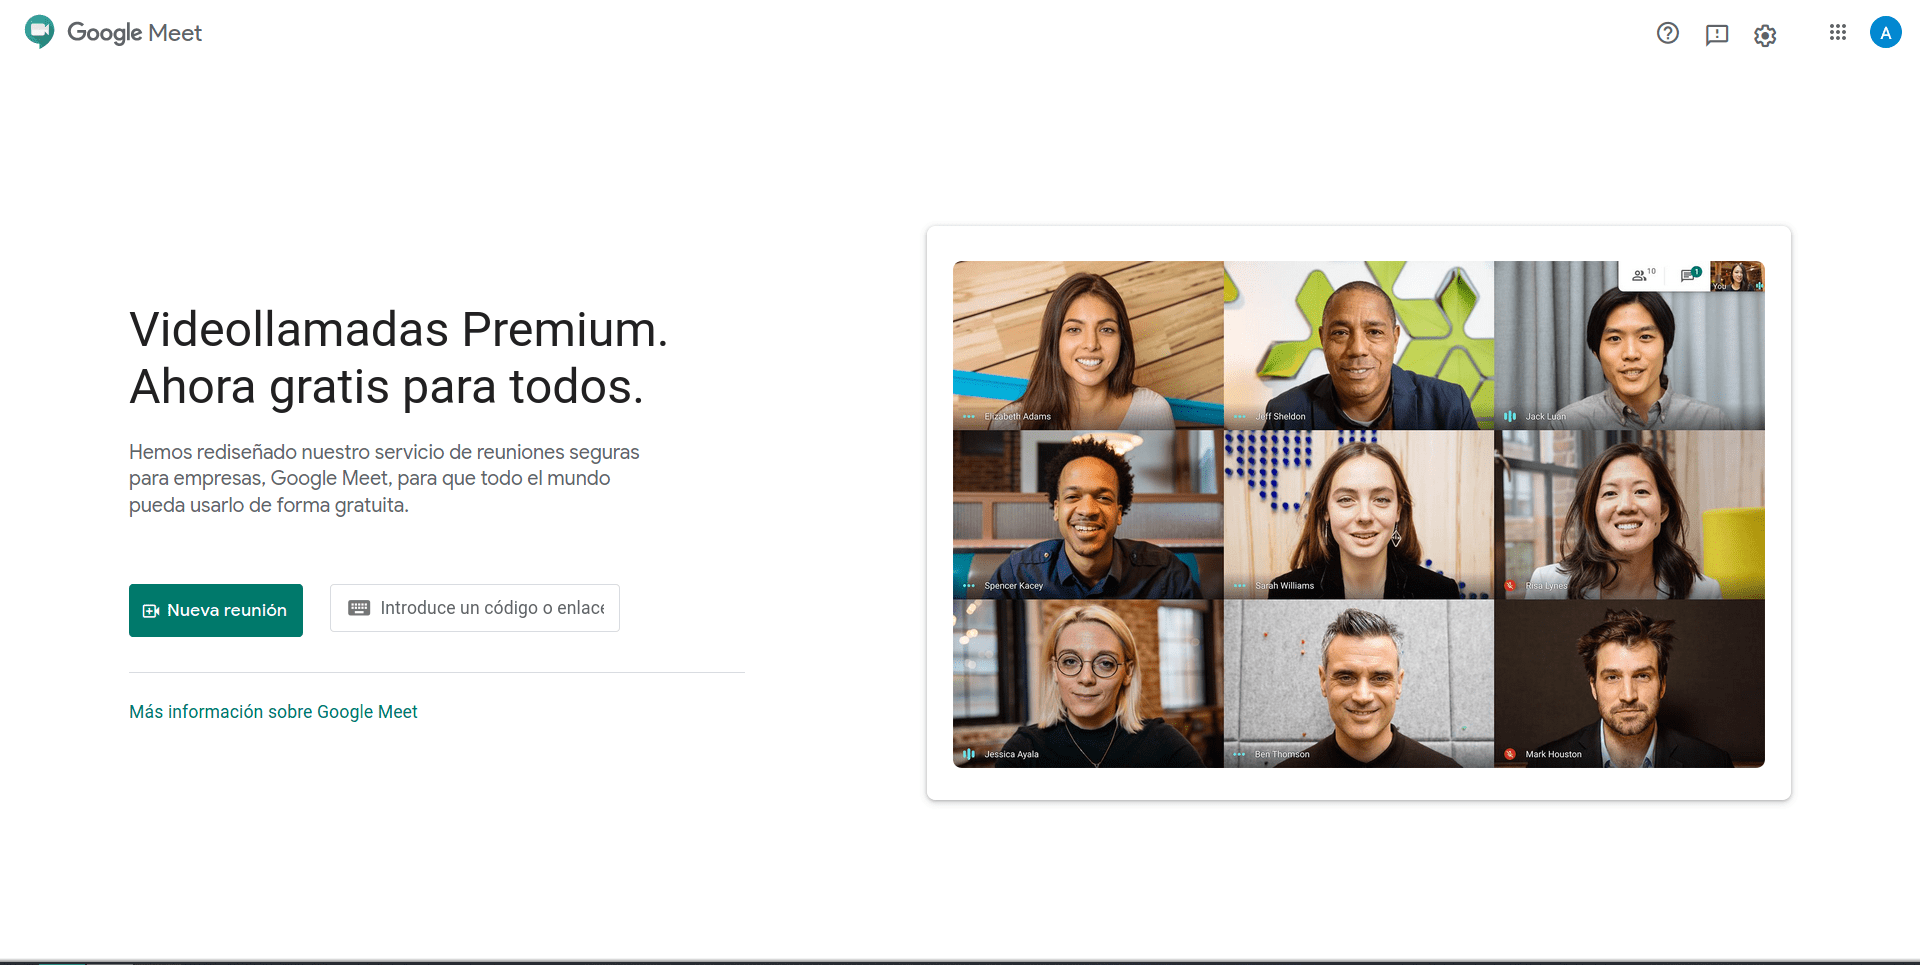 Google Meet
A
Videollamadas Premium.
Ahora gratis para todos.
Hemos rediseñado nuestro servicio de reuniones seguras
para empresas, Google Meet, para que todo el mundo
pueda usarlo de forma gratuita.
Nueva reunión
Introduce un código o enlace
Más información sobre Google Meet
10
1
You
Elizabeth Adams
Jeff Sheldon
Jack Luan
Spencer Kacey
Sarah Williams
Risa Lynes
Jessica Ayala
Ben Thomson
Mark Houston